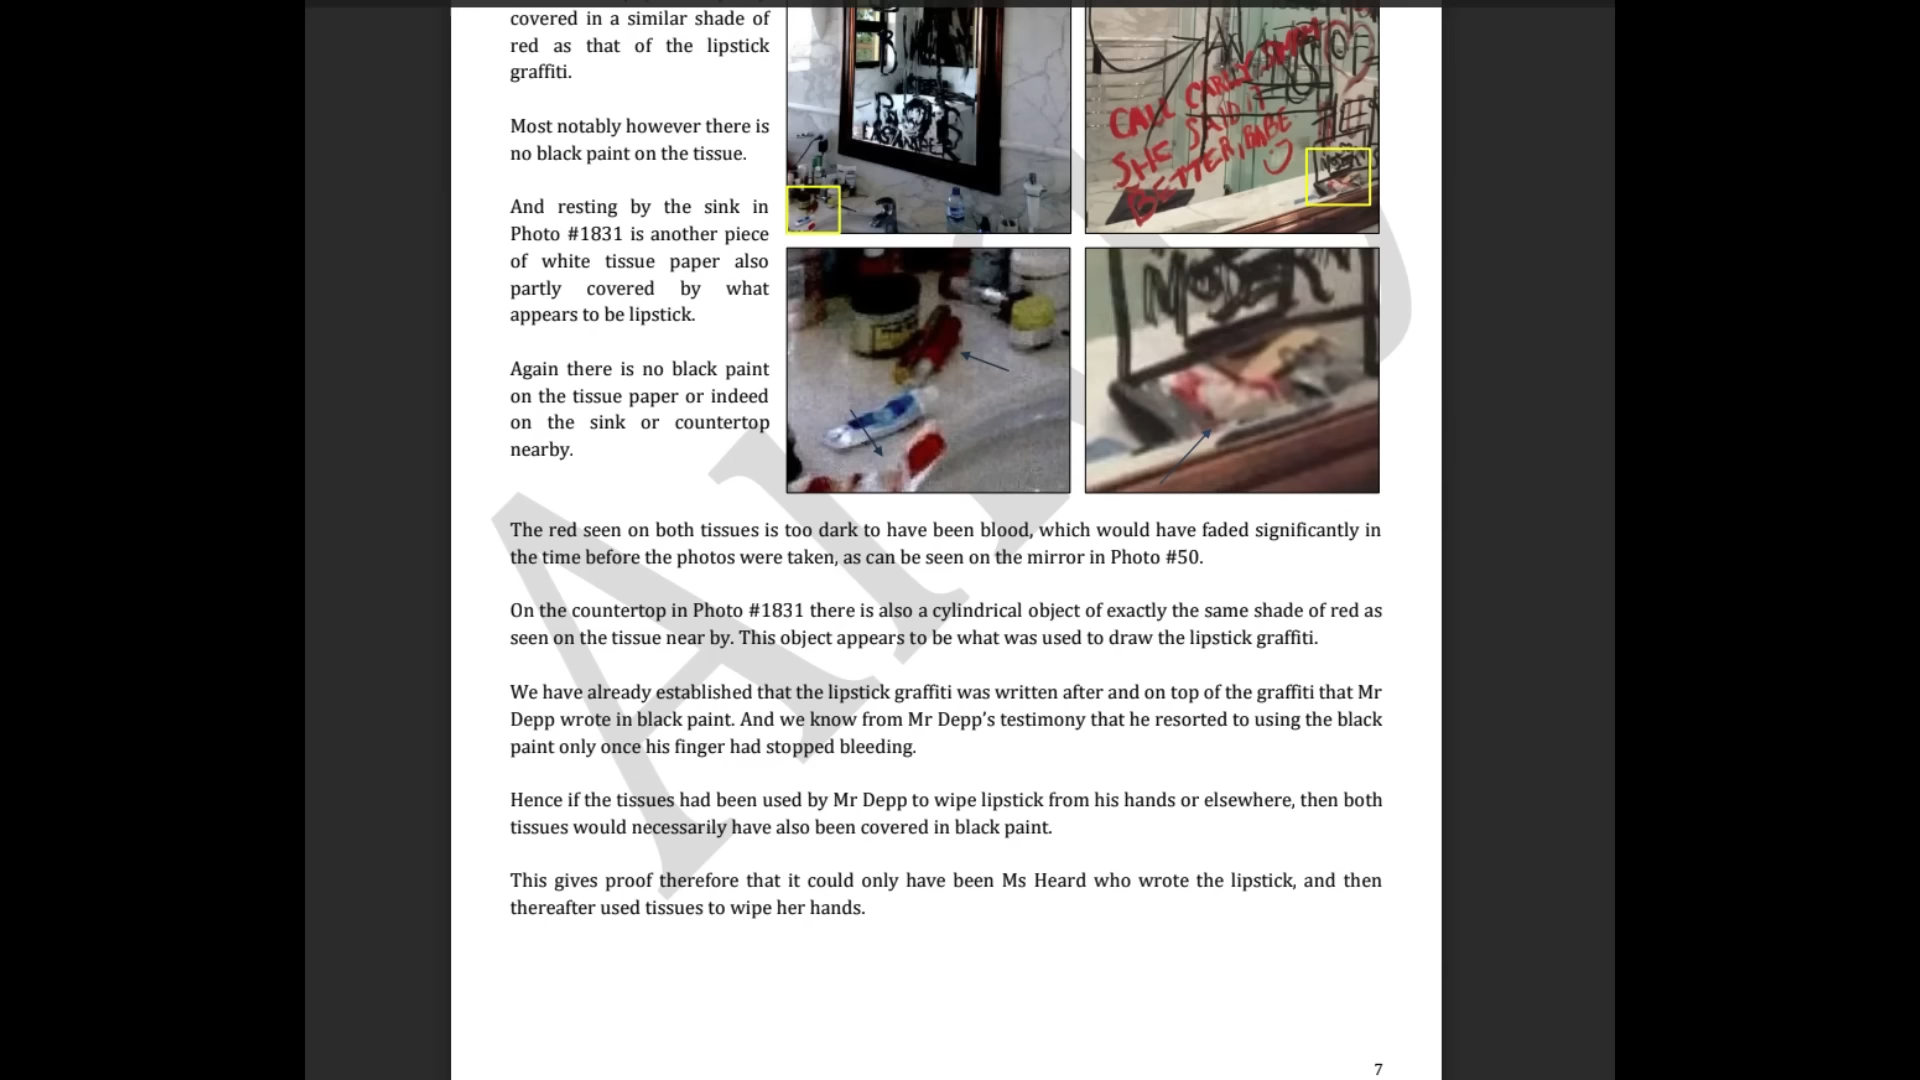 covered in a similar shade of
red as that of the lipstick
graffiti.
Most notably however there is
no black paint on the tissue.
And resting by the sink in
Photo #1831 is another piece
of white tissue paper also
partly covered by what
appears to be lipstick.
Again there is no black paint
on the tissue paper or indeed
on the sink or countertop
nearby.
CALL CARLY SIMON
SHE SAID IT
BETTER, BABE
The red seen on both tissues is too dark to have been blood, which would have faded significantly in
the time before the photos were taken, as can be seen on the mirror in Photo #50.
On the countertop in Photo #1831 there is also a cylindrical object of exactly the same shade of red as
seen on the tissue near by. This object appears to be what was used to draw the lipstick graffiti.
We have already established that the lipstick graffiti was written after and on top of the graffiti that Mr
Depp wrote in black paint. And we know from Mr Depp’s testimony that he resorted to using the black
paint only once his finger had stopped bleeding.
Hence if the tissues had been used by Mr Depp to wipe lipstick from his hands or elsewhere, then both
tissues would necessarily have also been covered in black paint.
This gives proof therefore that it could only have been Ms Heard who wrote the lipstick, and then
thereafter used tissues to wipe her hands.
7